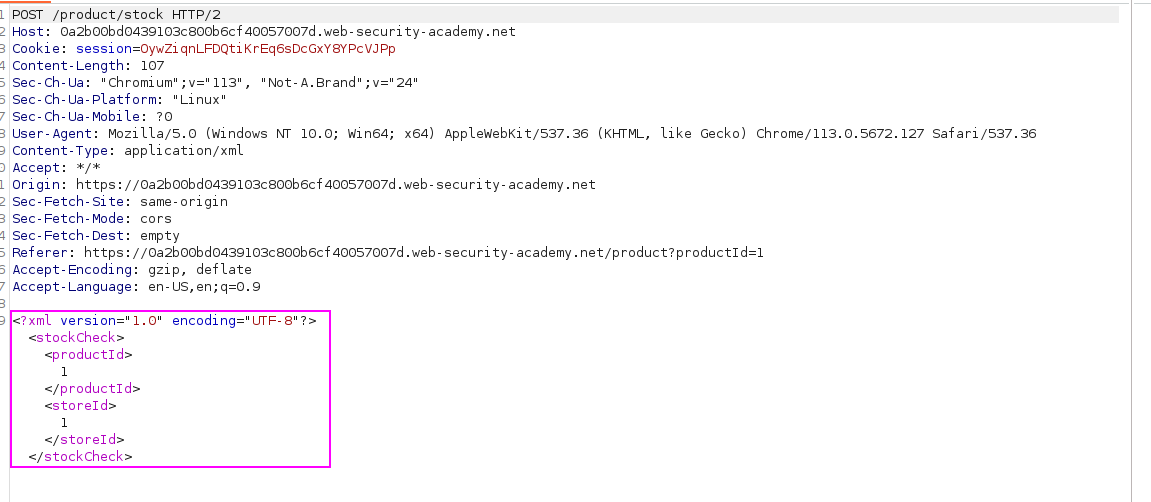 1 POST /product/stock HTTP/2
2 Host: 0a2b00bd0439103c800b6cf40057007d.web-security-academy.net
3 Cookie: session=OywZiqnLFDQtiKrEq6sDcGxY8YPcVJPp
4 Content-Length: 107
5 Sec-Ch-Ua: "Chromium";v="113", "Not-A.Brand";v="24"
6 Sec-Ch-Ua-Platform: "Linux"
7 Sec-Ch-Ua-Mobile: ?0
8 User-Agent: Mozilla/5.0 (Windows NT 10.0; Win64; x64) AppleWebKit/537.36 (KHTML, like Gecko) Chrome/113.0.5672.127 Safari/537.36
9 Content-Type: application/xml
0 Accept: */*
1 Origin: https://0a2b00bd0439103c800b6cf40057007d.web-security-academy.net
2 Sec-Fetch-Site: same-origin
3 Sec-Fetch-Mode: cors
4 Sec-Fetch-Dest: empty
5 Referer: https://0a2b00bd0439103c800b6cf40057007d.web-security-academy.net/product?productId=1
6 Accept-Encoding: gzip, deflate
7 Accept-Language: en-US,en;q=0.9
8
9 <?xml version="1.0" encoding="UTF-8"?>
<stockCheck>
<productId>
1
</productId>
<storeId>
1
</storeId>
</stockCheck>